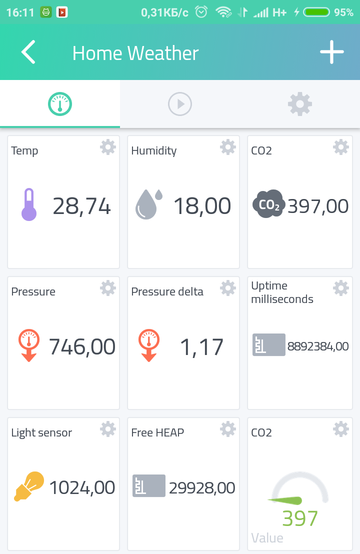 16:11 0,31КБ/с H+ 95%
Home Weather
Temp Humidity CO2
28,74 18,00 CO₂ 397,00
Pressure Pressure delta Uptime
milliseconds
746,00 1,17 8892384,00
Light sensor Free HEAP CO2
1024,00 29928,00 397
Value